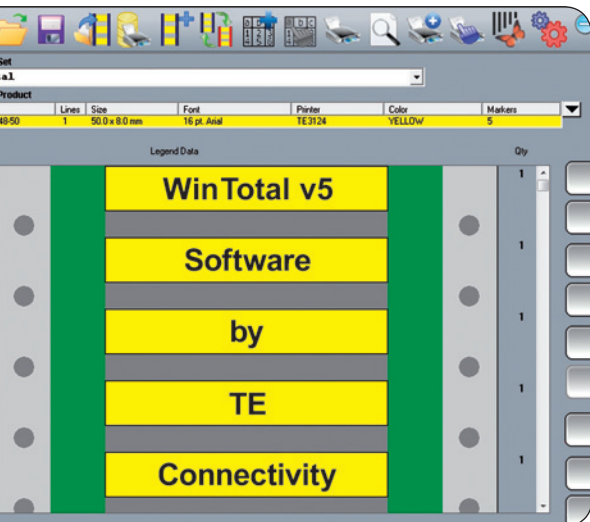 Set
Product
Lines Size Font Printer Color Markers
48-50 1 50.0 x 8.0 mm 16 pt. Arial TE3124 YELLOW 5
Legend Data Qty
WinTotal v5 1
Software 1
by 1
TE 1
Connectivity 1